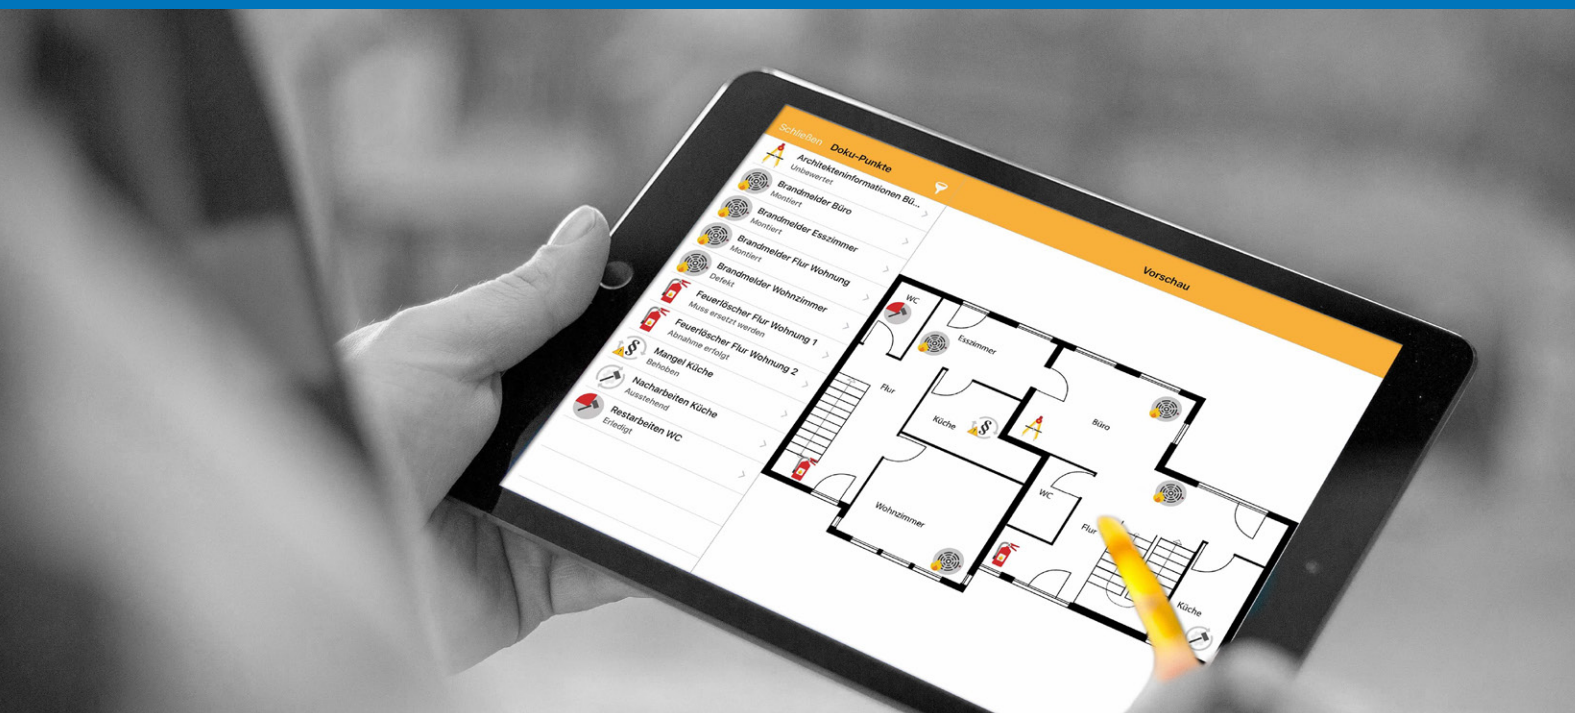 Schließen Doku-Punkte
Architekteninformationen Bü...
Unbewertet
Brandmelder Büro
Montiert
Brandmelder Esszimmer
Montiert
Brandmelder Flur Wohnung
Montiert
Brandmelder Wohnzimmer
Defekt
Feuerlöscher Flur Wohnung 1
Muss ersetzt werden
Feuerlöscher Flur Wohnung 2
Abnahme erfolgt
Mangel Küche
Behoben
Nacharbeiten Küche
Ausstehend
Restarbeiten WC
Erledigt
Vorschau
WC
Esszimmer
Flur
Küche
§
Büro
Wohnzimmer
WC
Flur
Küche